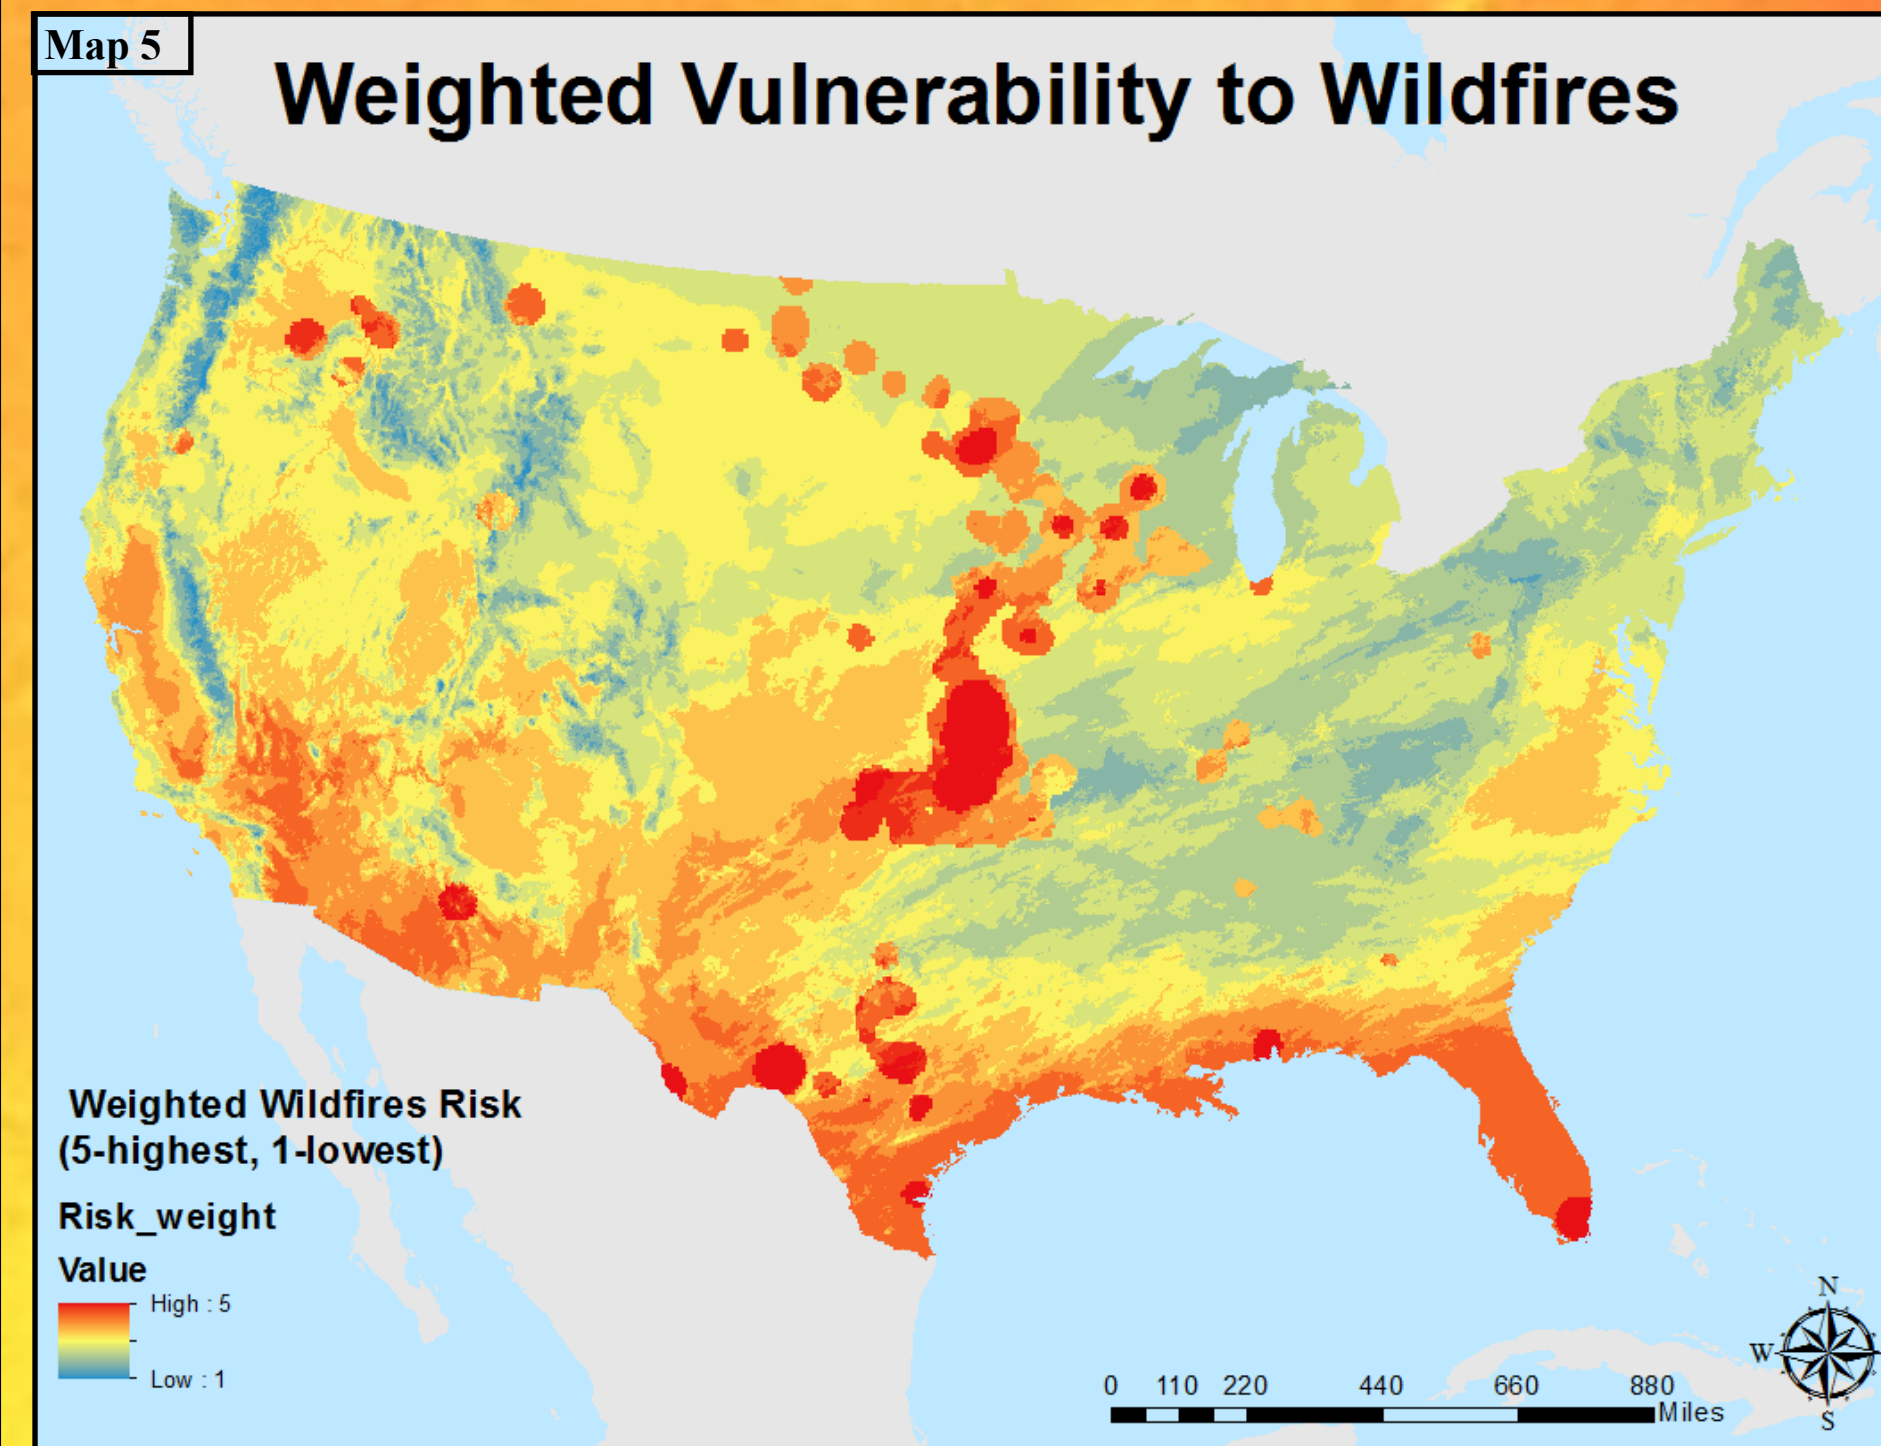 Map 5
Weighted Vulnerability to Wildfires
Weighted Wildfires Risk
(5-highest, 1-lowest)
Risk_weight
Value
High : 5
Low : 1
N
W
S
0 110 220 440 660 880
Miles